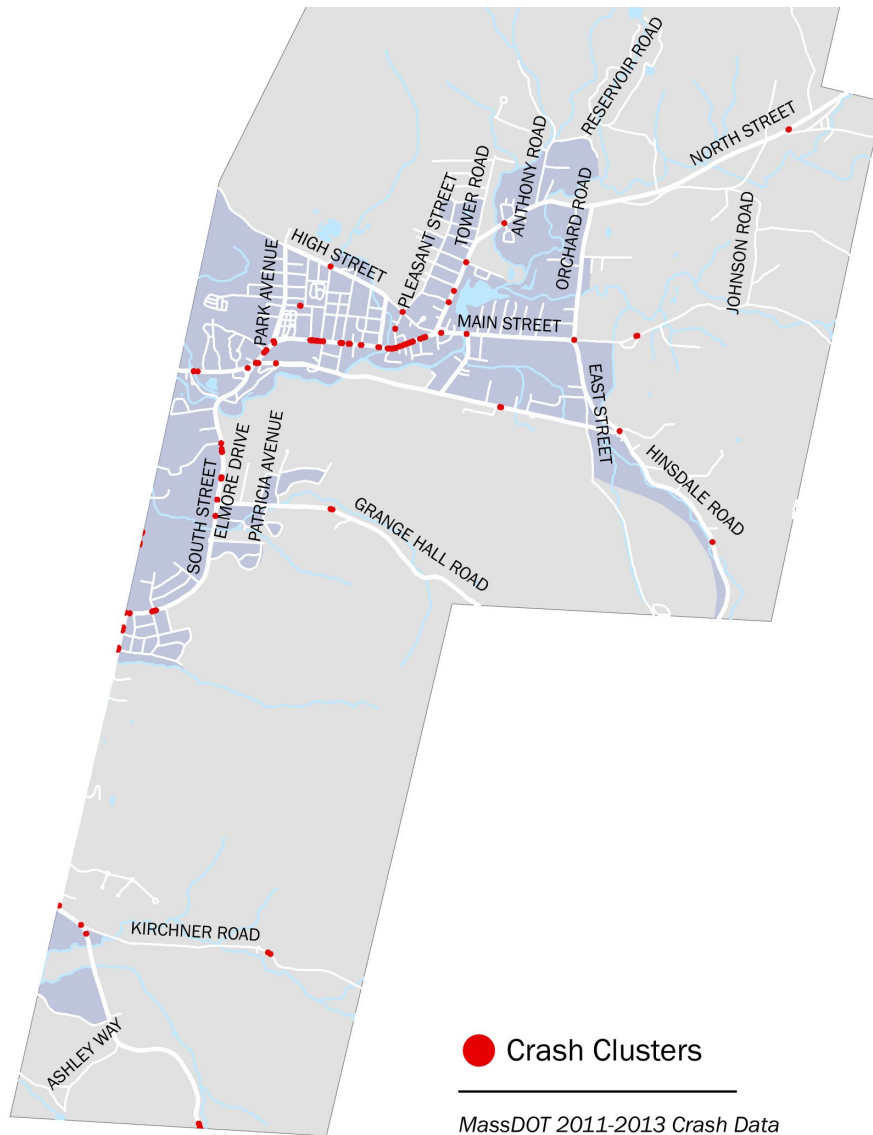 RESERVOIR ROAD
NORTH STREET
ANTHONY ROAD
TOWER ROAD
PLEASANT STREET
ORCHARD ROAD
JOHNSON ROAD
HIGH STREET
PARK AVENUE
MAIN STREET
EAST STREET
HINSDALE ROAD
SOUTH STREET
ELMORE DRIVE
PATRICIA AVENUE
GRANGE HALL ROAD
KIRCHNER ROAD
ASHLEY WAY
Crash Clusters
MassDOT 2011-2013 Crash Data